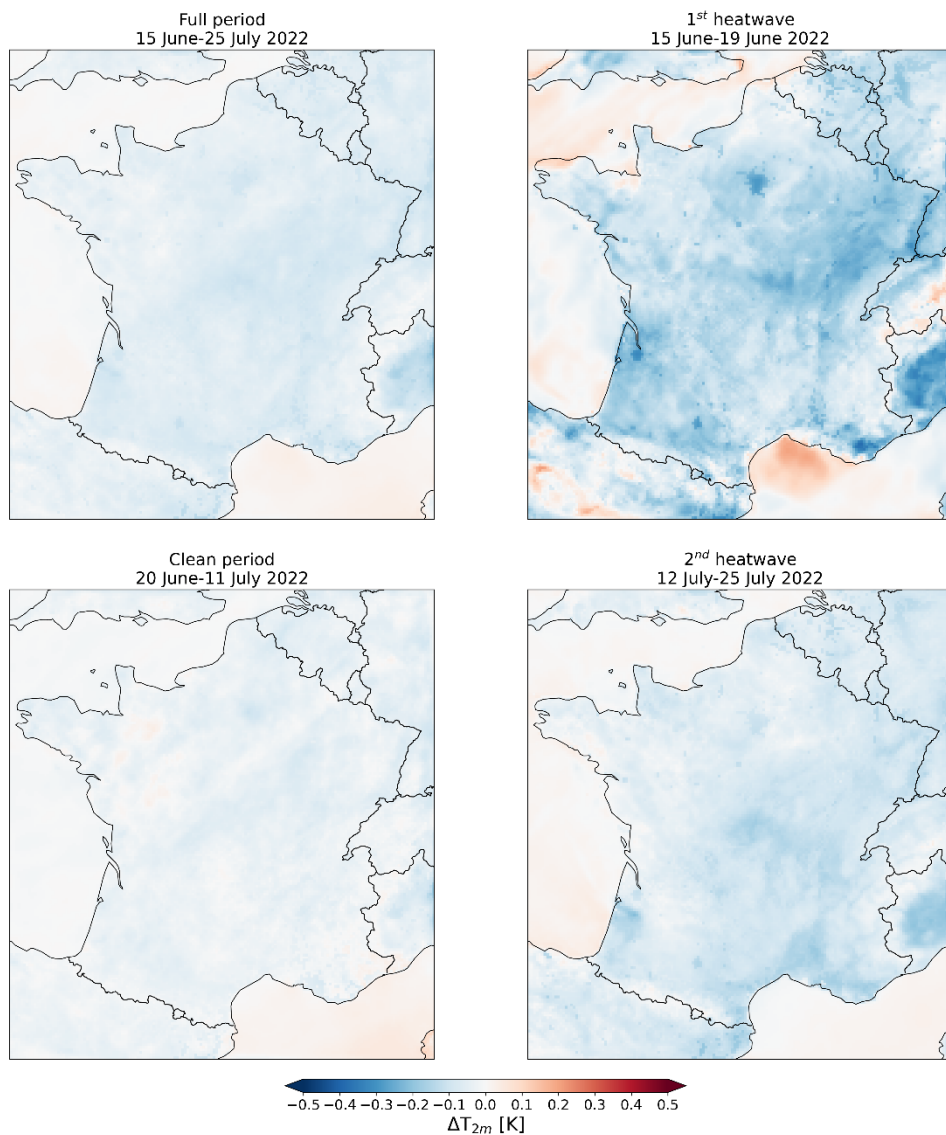 Full period
15 June-25 July 2022
1st heatwave
15 June-19 June 2022
Clean period
20 June-11 July 2022
2nd heatwave
12 July-25 July 2022
−0.5 −0.4 −0.3 −0.2 −0.1 0.0 0.1 0.2 0.3 0.4 0.5
ΔT2m [K]